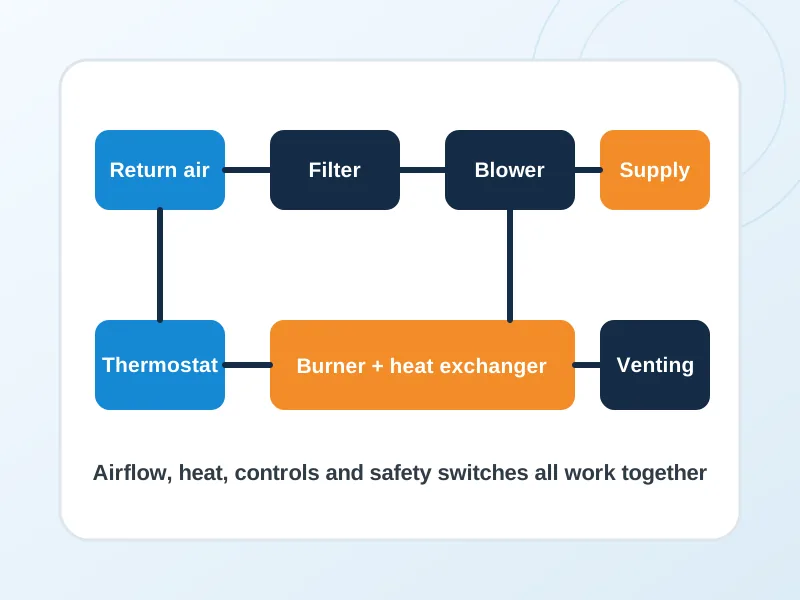 Return air
Filter
Blower
Supply
Thermostat
Burner + heat exchanger
Venting
Airflow, heat, controls and safety switches all work together